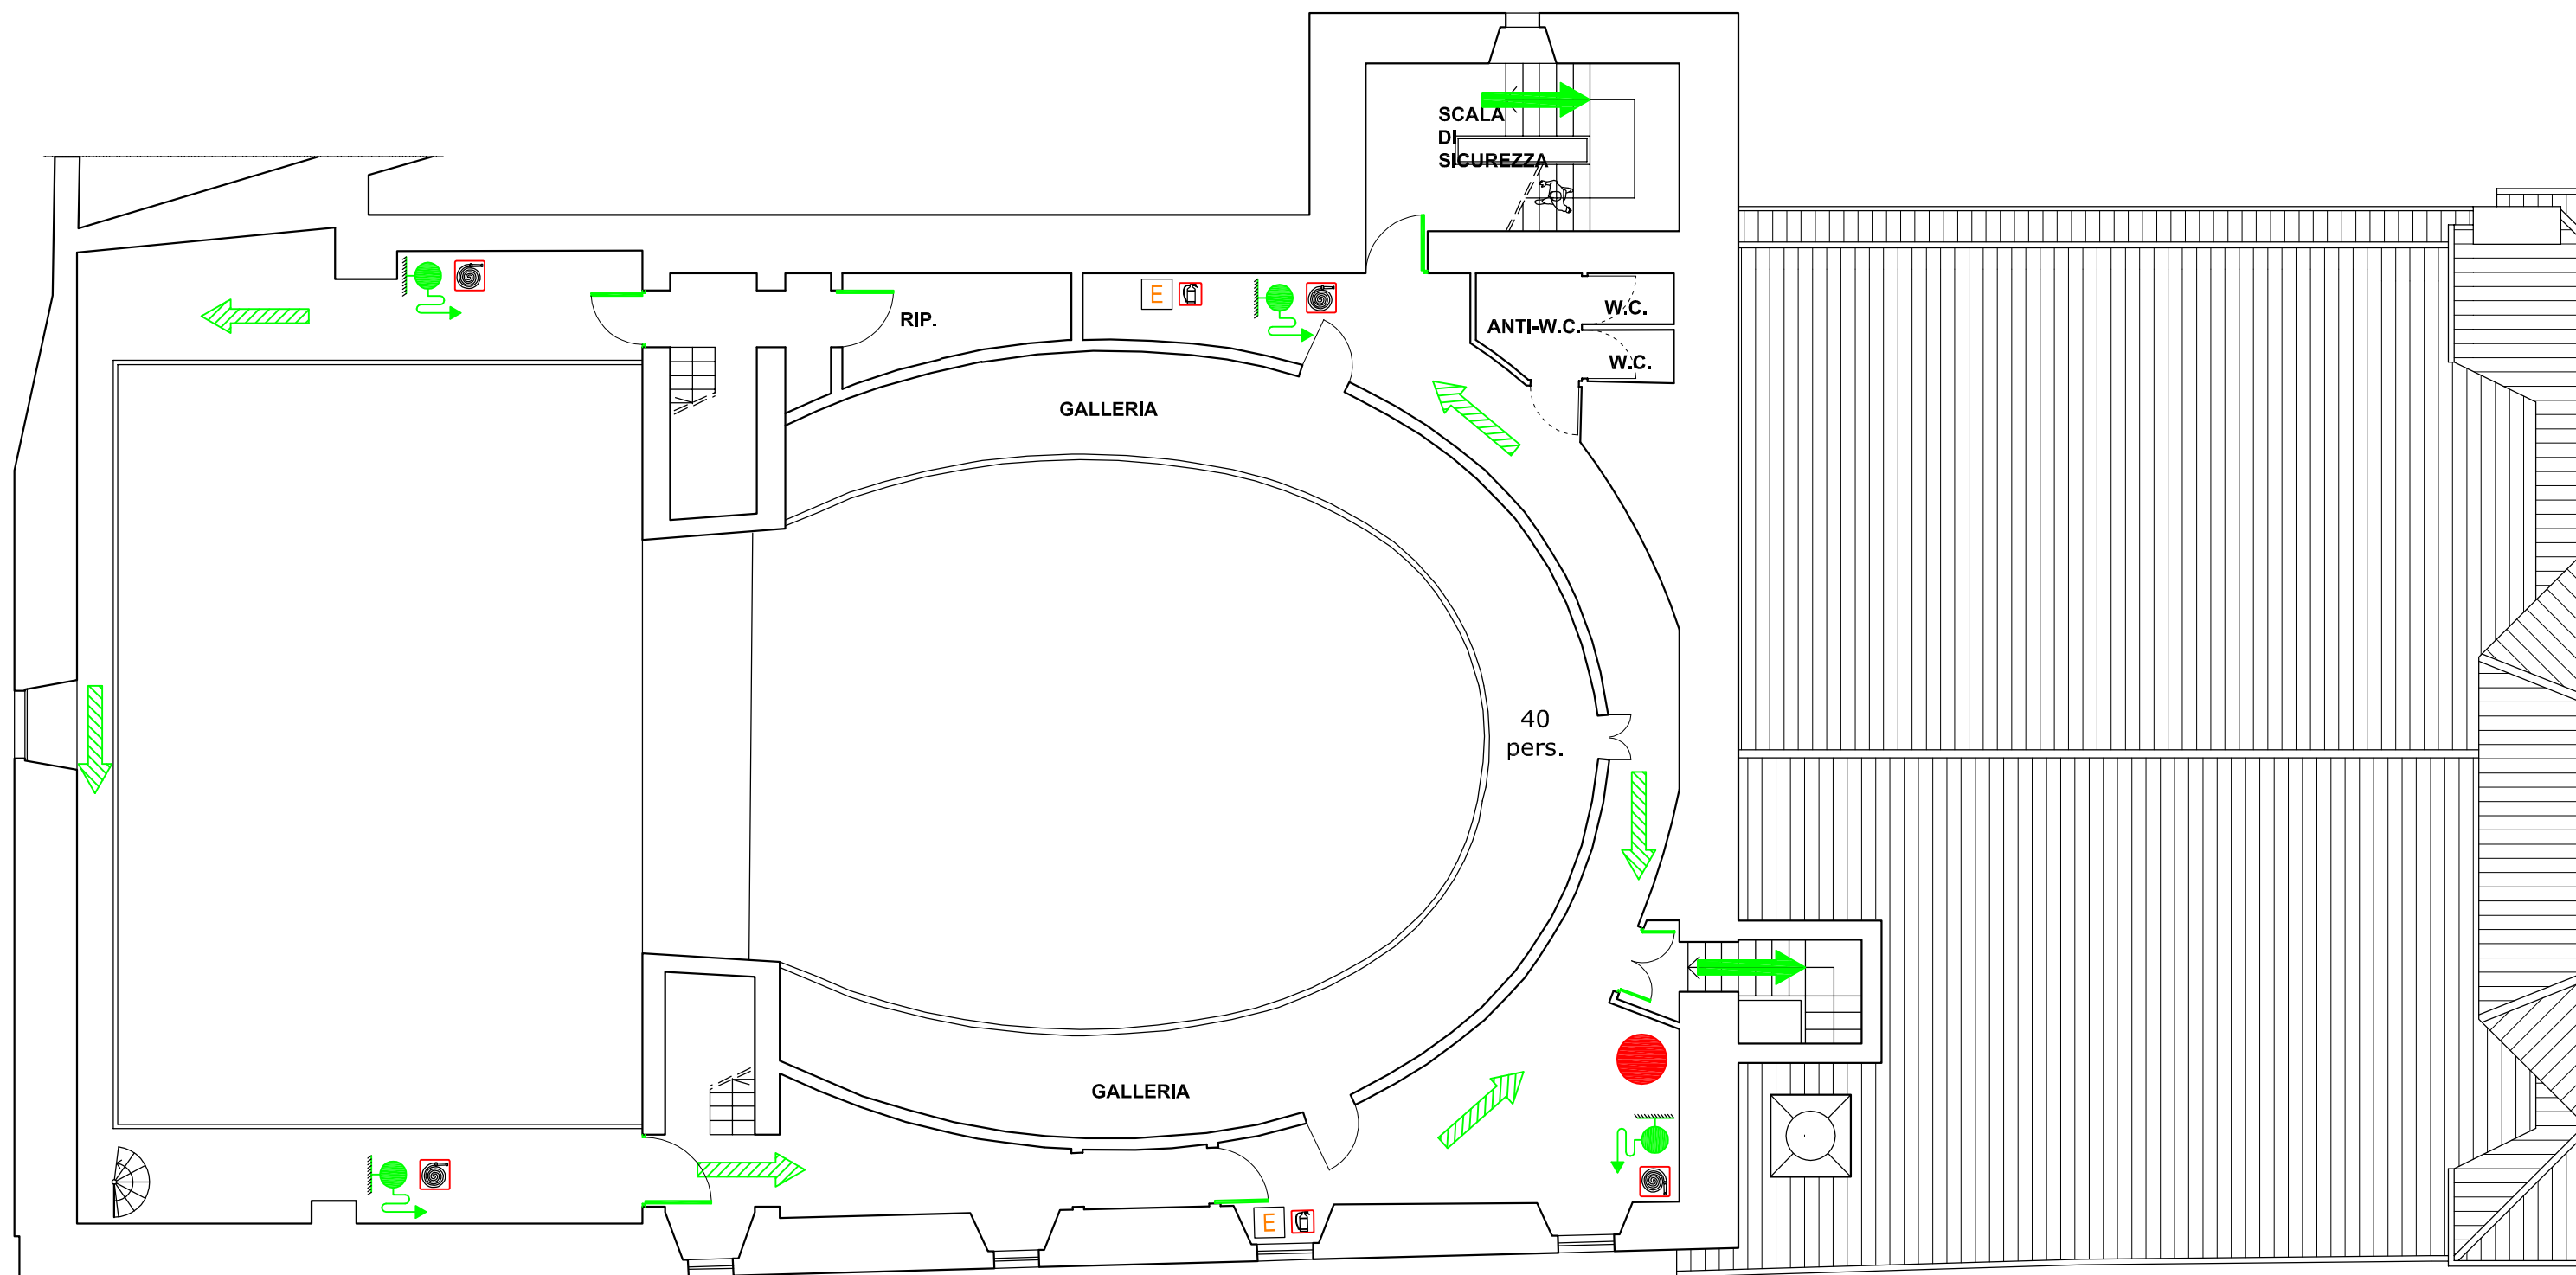 SCALA
DI
SICUREZZA
E
RIP.
W.C.
ANTI-W.C.
W.C.
GALLERIA
40
pers.
GALLERIA
E